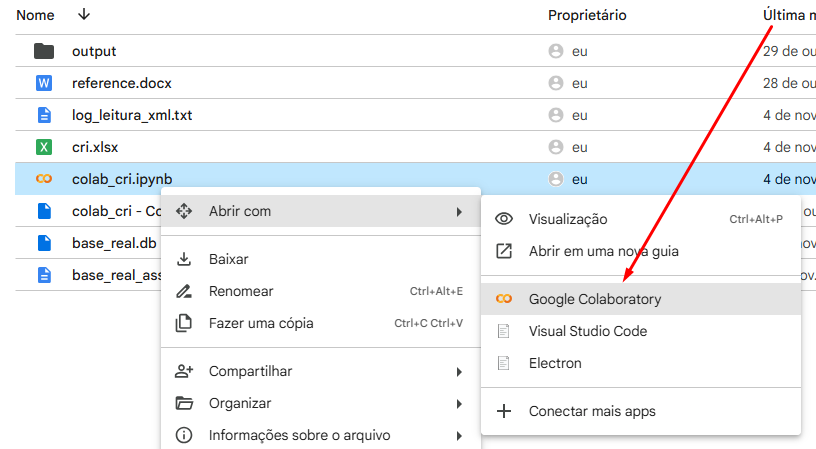 Nome Proprietário Última m
output eu 29 de ou
reference.docx eu 28 de out
log_leitura_xml.txt eu 4 de nov.
cri.xlsx eu 4 de nov.
colab_cri.ipynb eu 4 de nov.
colab_cri - Co
base_real.db
base_real_ass
Abrir com
Baixar
Renomear Ctrl+Alt+E
Fazer uma cópia Ctrl+C Ctrl+V
Compartilhar
Organizar
Informações sobre o arquivo
Visualização Ctrl+Alt+P
Abrir em uma nova guia
Google Colaboratory
Visual Studio Code
Electron
Conectar mais apps